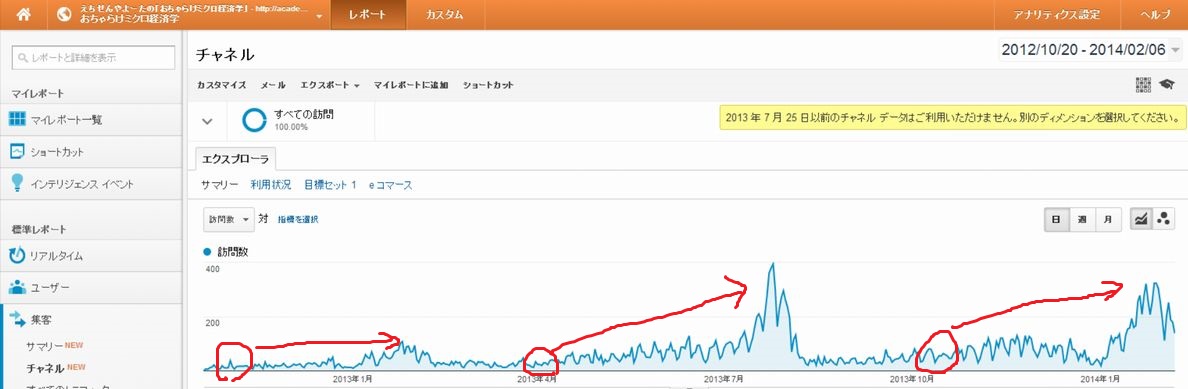 えちぜんやよーたの「おちゃらけミクロ経済学」 - http://acade...
おちゃらけミクロ経済学
レポート
カスタム
アナリティクス設定
ヘルプ
レポートと詳細を表示
マイレポート
マイレポート一覧
ショートカット
インテリジェンス イベント
標準レポート
リアルタイム
ユーザー
集客
サマリー NEW
チャネル NEW
チャネル
2012/10/20 - 2014/02/06
カスタマイズ メール エクスポート マイレポートに追加 ショートカット
すべての訪問
100.00%
2013 年 7 月 25 日以前のチャネル データはご利用いただけません。別のディメンションを選択してください。
エクスプローラ
サマリー 利用状況 目標セット 1 eコマース
訪問数 対 指標を選択
日 週 月
訪問数
400
200
2013年1月 2013年4月 2013年7月 2013年10月 2014年1月